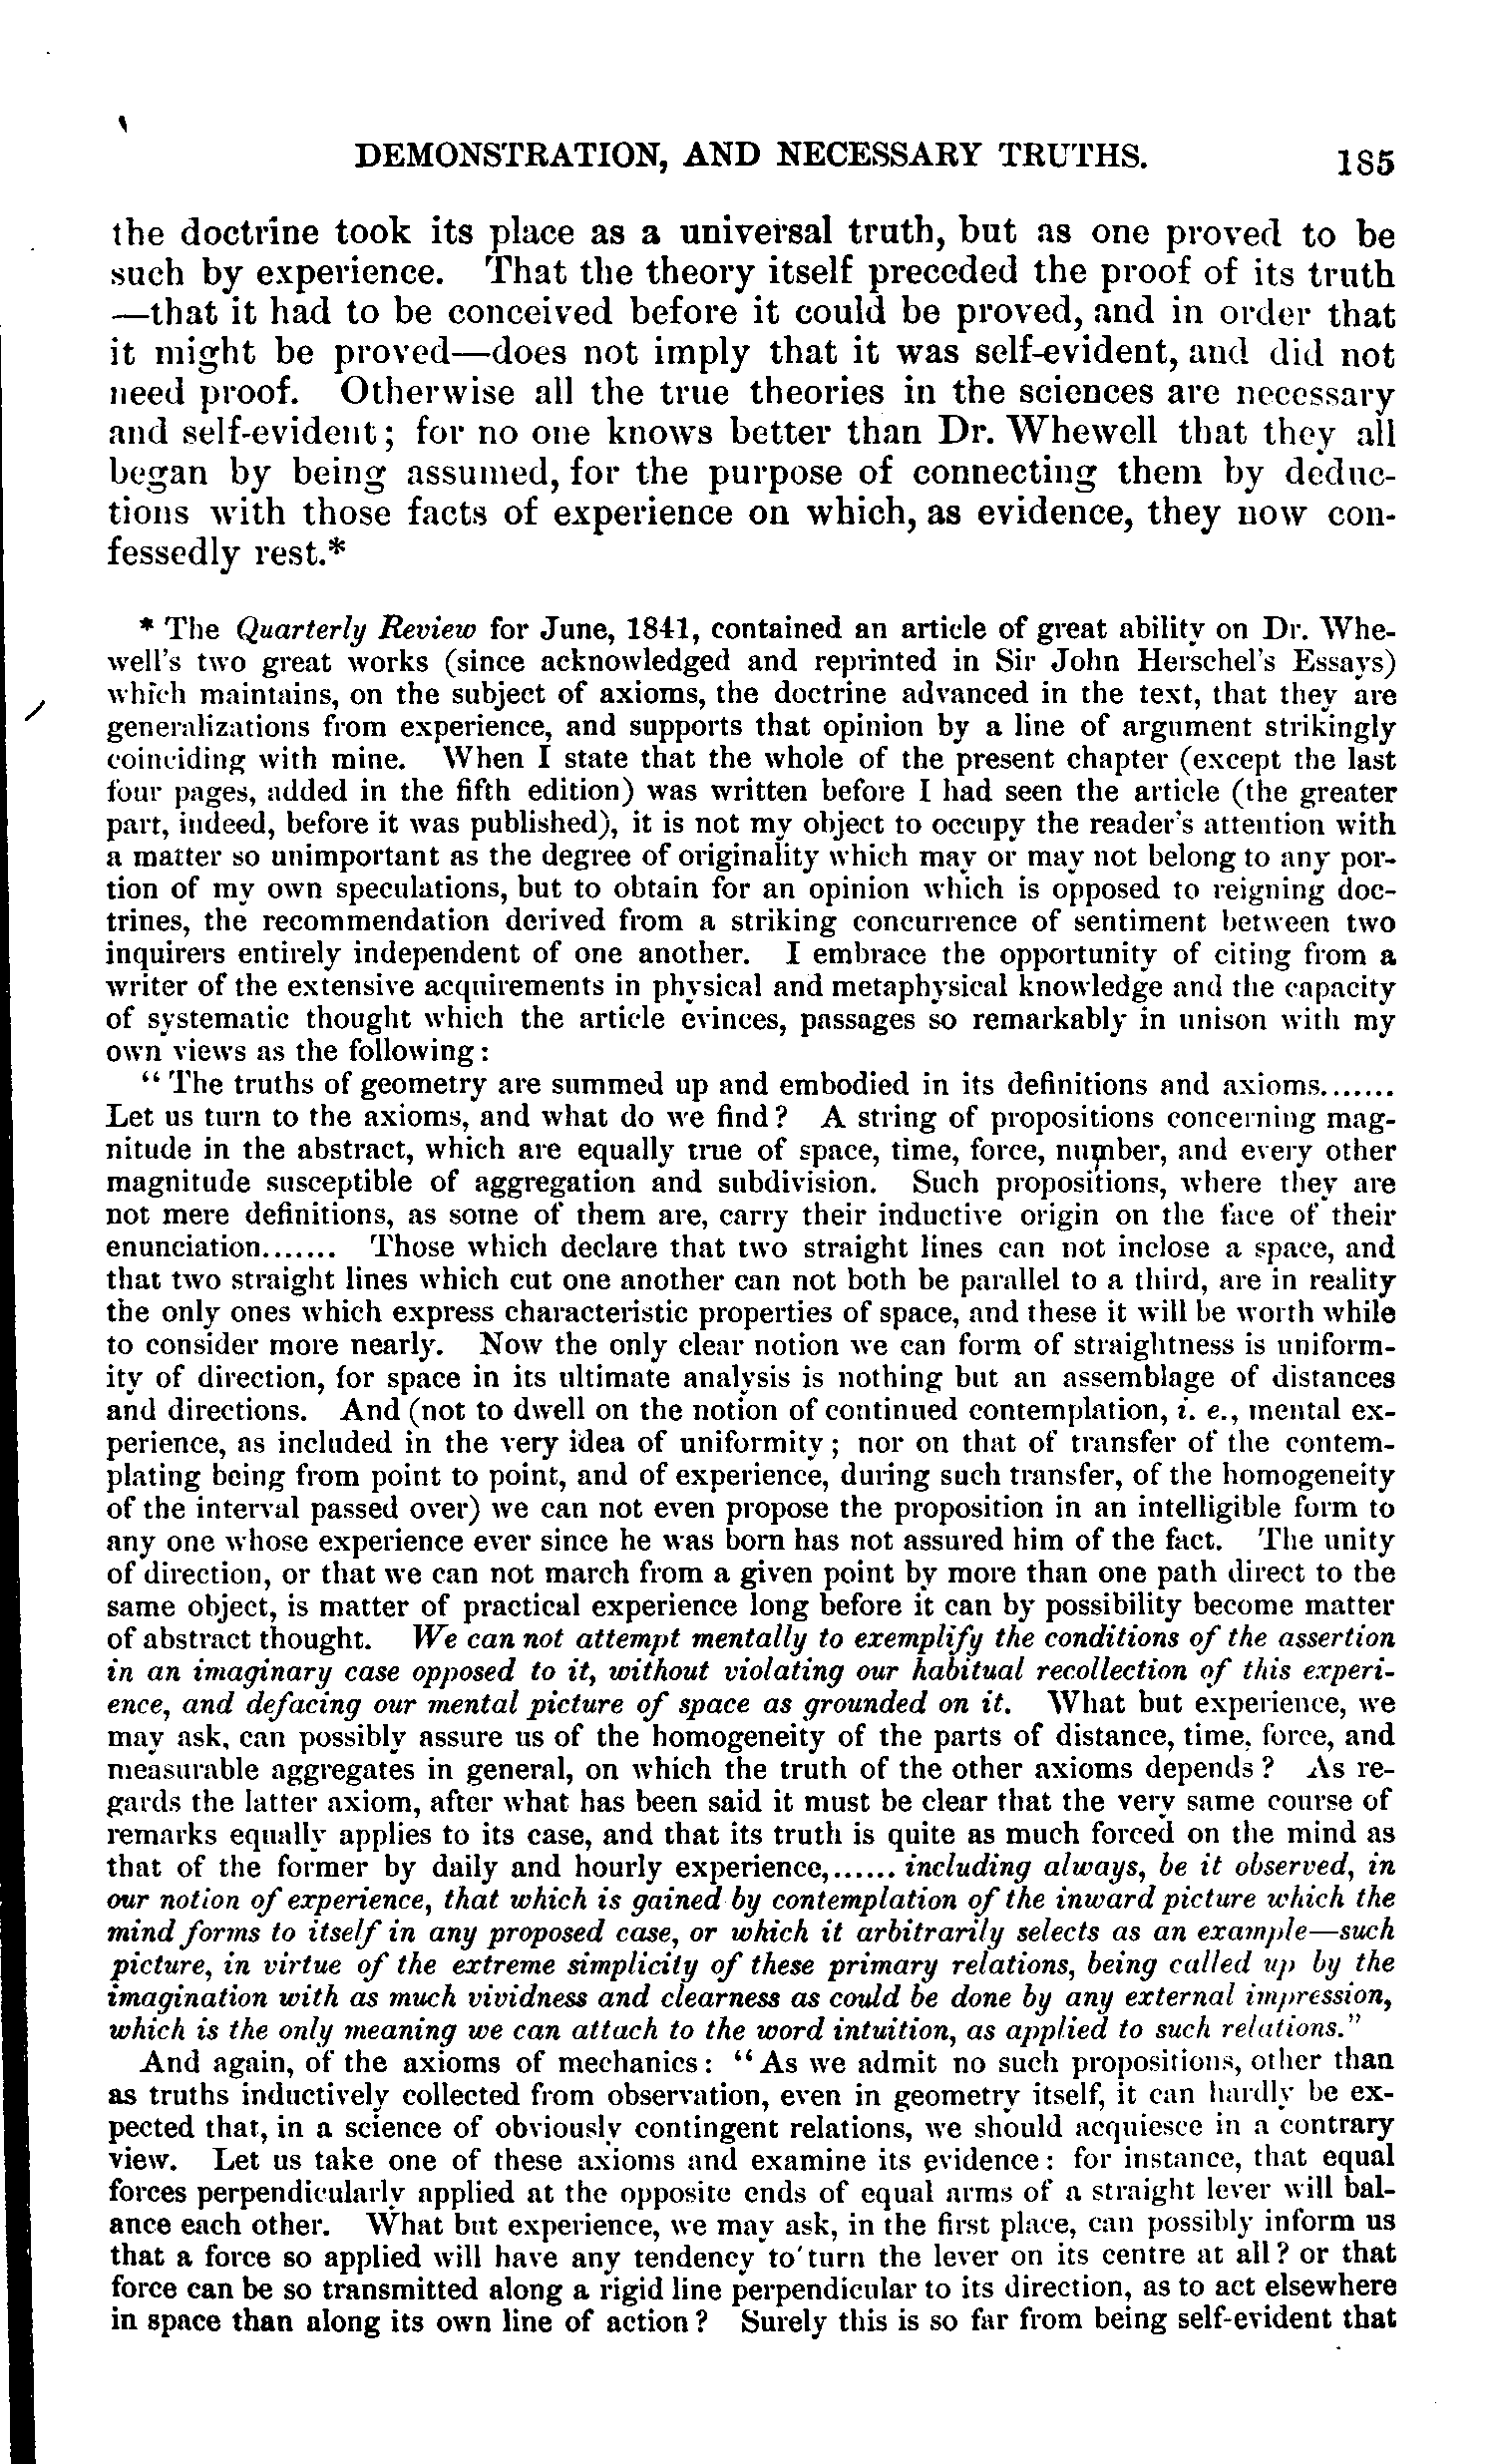 DEMONSTRATION, AND NECESSARY TRUTHS. 185
the doctrine took its place as a universal truth, but as one proved to be
such by experience. That the theory itself preceded the proof of its truth
—that it had to be conceived before it could be proved, and in order that
it might be proved—does not imply that it was self-evident, and did not
need proof. Otherwise all the true theories in the sciences are necessary
and self-evident; for no one knows better than Dr. Whewell that they all
began by being assumed, for the purpose of connecting them by deduc-
tions with those facts of experience on which, as evidence, they now con-
fessedly rest.*
* The Quarterly Review for June, 1841, contained an article of great ability on Dr. Whe-
well's two great works (since acknowledged and reprinted in Sir John Herschel's Essays)
which maintains, on the subject of axioms, the doctrine advanced in the text, that they are
generalizations from experience, and supports that opinion by a line of argument strikingly
coinciding with mine. When I state that the whole of the present chapter (except the last
four pages, added in the fifth edition) was written before I had seen the article (the greater
part, indeed, before it was published), it is not my object to occupy the reader's attention with
a matter so unimportant as the degree of originality which may or may not belong to any por-
tion of my own speculations, but to obtain for an opinion which is opposed to reigning doc-
trines, the recommendation derived from a striking concurrence of sentiment between two
inquirers entirely independent of one another. I embrace the opportunity of citing from a
writer of the extensive acquirements in physical and metaphysical knowledge and the capacity
of systematic thought which the article evinces, passages so remarkably in unison with my
own views as the following:
"The truths of geometry are summed up and embodied in its definitions and axioms.......
Let us turn to the axioms, and what do we find? A string of propositions concerning mag-
nitude in the abstract, which are equally true of space, time, force, number, and every other
magnitude susceptible of aggregation and subdivision. Such propositions, where they are
not mere definitions, as some of them are, carry their inductive origin on the face of their
enunciation....... Those which declare that two straight lines can not inclose a space, and
that two straight lines which cut one another can not both be parallel to a third, are in reality
the only ones which express characteristic properties of space, and these it will be worth while
to consider more nearly. Now the only clear notion we can form of straightness is uniform-
ity of direction, for space in its ultimate analysis is nothing but an assemblage of distances
and directions. And (not to dwell on the notion of continued contemplation, i. e., mental ex-
perience, as included in the very idea of uniformity; nor on that of transfer of the contem-
plating being from point to point, and of experience, during such transfer, of the homogeneity
of the interval passed over) we can not even propose the proposition in an intelligible form to
any one whose experience ever since he was born has not assured him of the fact. The unity
of direction, or that we can not march from a given point by more than one path direct to the
same object, is matter of practical experience long before it can by possibility become matter
of abstract thought. We can not attempt mentally to exemplify the conditions of the assertion
in an imaginary case opposed to it, without violating our habitual recollection of this experi-
ence, and defacing our mental picture of space as grounded on it. What but experience, we
may ask, can possibly assure us of the homogeneity of the parts of distance, time, force, and
measurable aggregates in general, on which the truth of the other axioms depends? As re-
gards the latter axiom, after what has been said it must be clear that the very same course of
remarks equally applies to its case, and that its truth is quite as much forced on the mind as
that of the former by daily and hourly experience,...... including always, be it observed, in
our notion of experience, that which is gained by contemplation of the inward picture which the
mind forms to itself in any proposed case, or which it arbitrarily selects as an example—such
picture, in virtue of the extreme simplicity of these primary relations, being called up by the
imagination with as much vividness and clearness as could be done by any external impression,
which is the only meaning we can attach to the word intuition, as applied to such relations."
And again, of the axioms of mechanics: "As we admit no such propositions, other than
as truths inductively collected from observation, even in geometry itself, it can hardly be ex-
pected that, in a science of obviously contingent relations, we should acquiesce in a contrary
view. Let us take one of these axioms and examine its evidence: for instance, that equal
forces perpendicularly applied at the opposite ends of equal arms of a straight lever will bal-
ance each other. What but experience, we may ask, in the first place, can possibly inform us
that a force so applied will have any tendency to turn the lever on its centre at all? or that
force can be so transmitted along a rigid line perpendicular to its direction, as to act elsewhere
in space than along its own line of action? Surely this is so far from being self-evident that